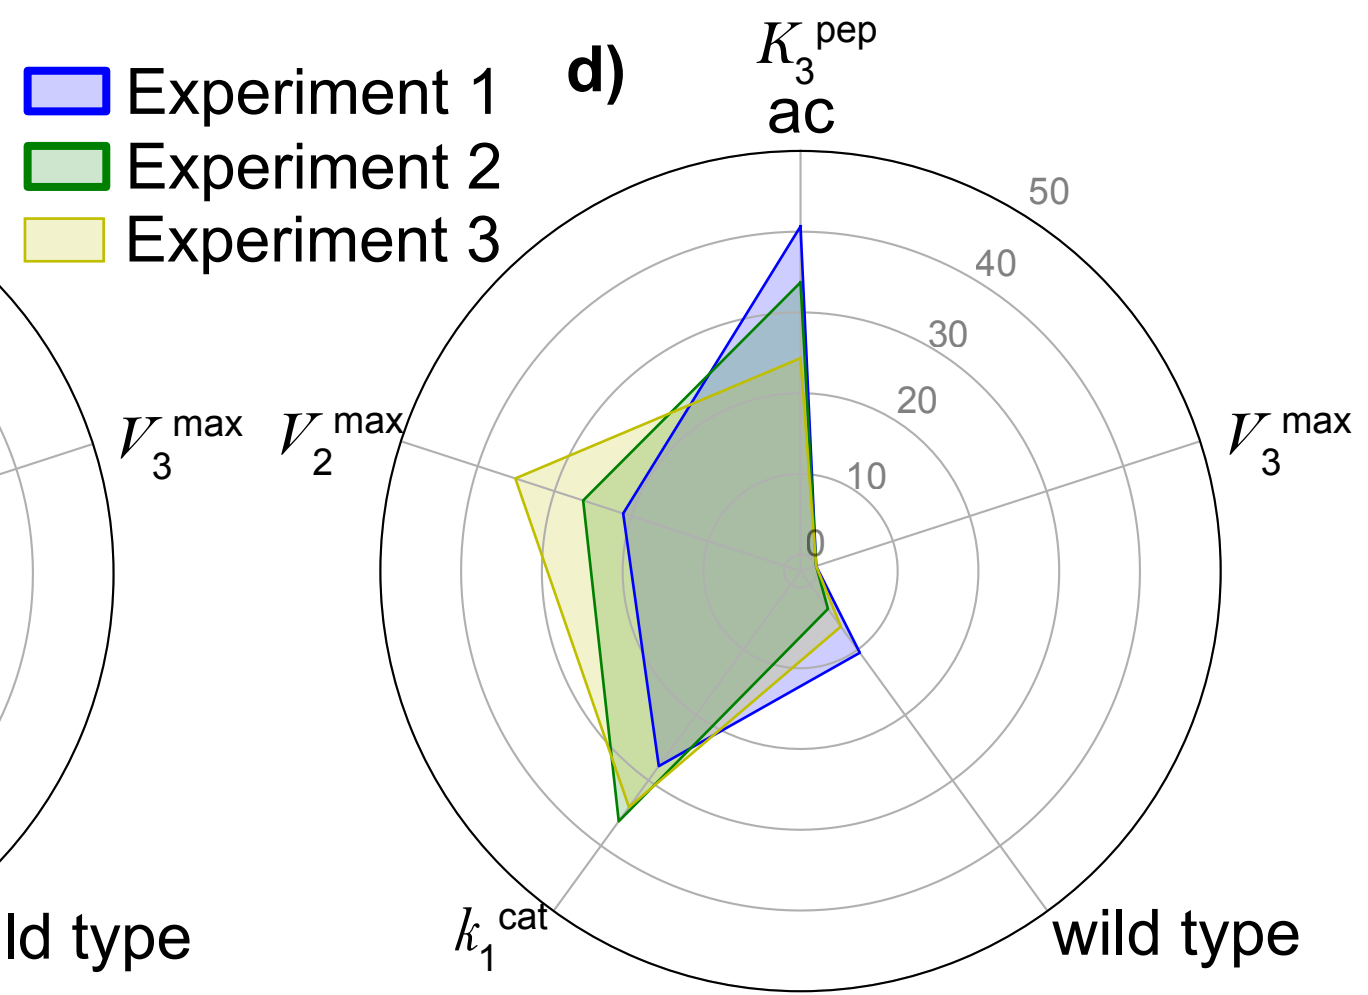 Experiment 1
Experiment 2
Experiment 3
d)
K₃ᵖᵉᵖ
ac
50
40
30
20
10
0
V₃ᵐᵃˣ
V₂ᵐᵃˣ
V₃ᵐᵃˣ
k₁ᶜᵃᵗ
ld type
wild type